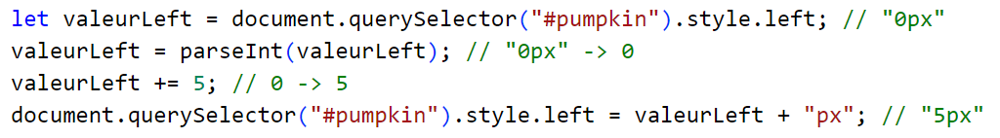 let valeurLeft = document.querySelector("#pumpkin").style.left; // "0px"
valeurLeft = parseInt(valeurLeft); // "0px" -> 0
valeurLeft += 5; // 0 -> 5
document.querySelector("#pumpkin").style.left = valeurLeft + "px"; // "5px"